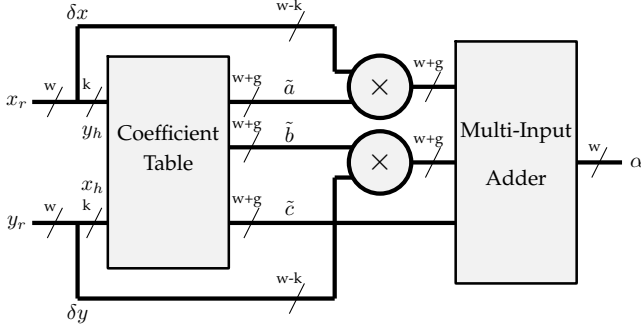 δx w-k
w+g × w+g
x_r w k w+g ã
y_h Coefficient Table w+g b̃ Multi-Input Adder w α
x_h × w+g
y_r w k w+g c̃
w-k
δy